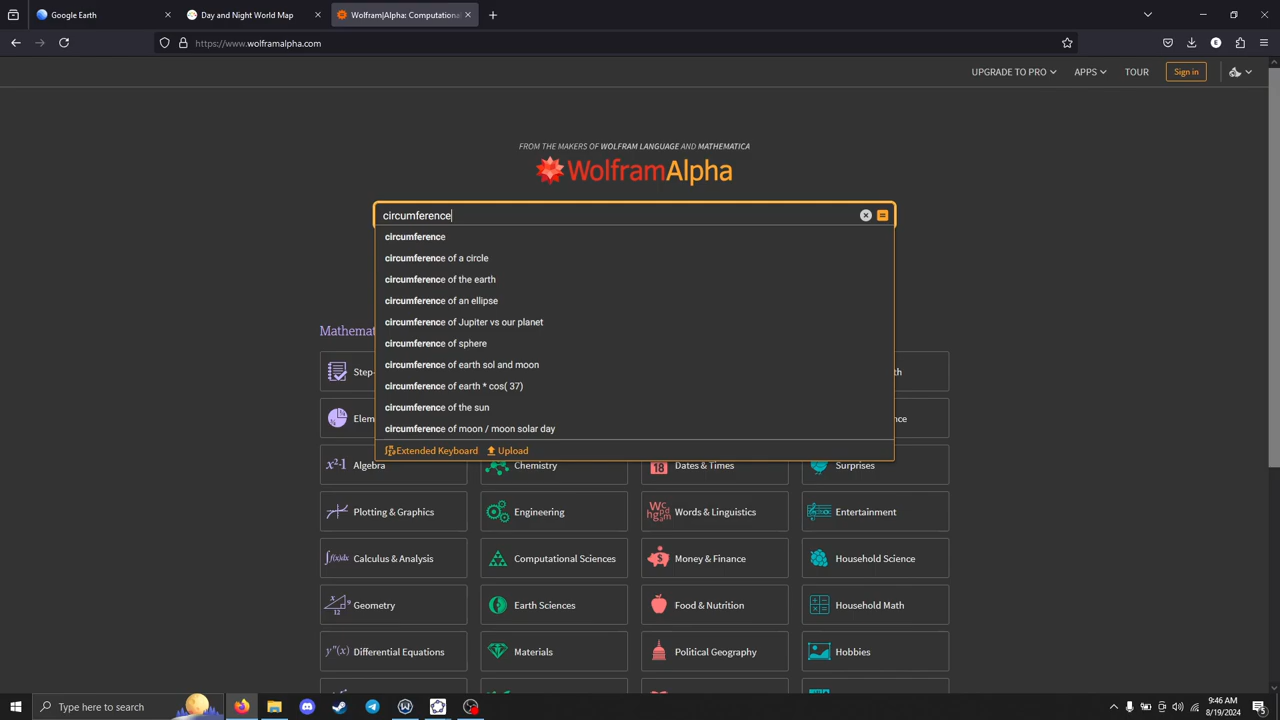 Google Earth
Day and Night World Map
Wolfram|Alpha: Computational
https://www.wolframalpha.com
E
UPGRADE TO PRO
APPS
TOUR
Sign in
FROM THE MAKERS OF WOLFRAM LANGUAGE AND MATHEMATICA
WolframAlpha
circumference
circumference
circumference of a circle
circumference of the earth
circumference of an ellipse
circumference of Jupiter vs our planet
circumference of sphere
circumference of earth sol and moon
circumference of earth * cos( 37)
circumference of the sun
circumference of moon / moon solar day
Extended Keyboard
Upload
Mathem
Step-
Elem
Algebra
Chemistry
18
Dates & Times
Surprises
Plotting & Graphics
Engineering
Words & Linguistics
Entertainment
Calculus & Analysis
Computational Sciences
Money & Finance
Household Science
Geometry
Earth Sciences
Food & Nutrition
Household Math
y″(x)
Differential Equations
Materials
Political Geography
Hobbies
Type here to search
9:46 AM
8/19/2024
5